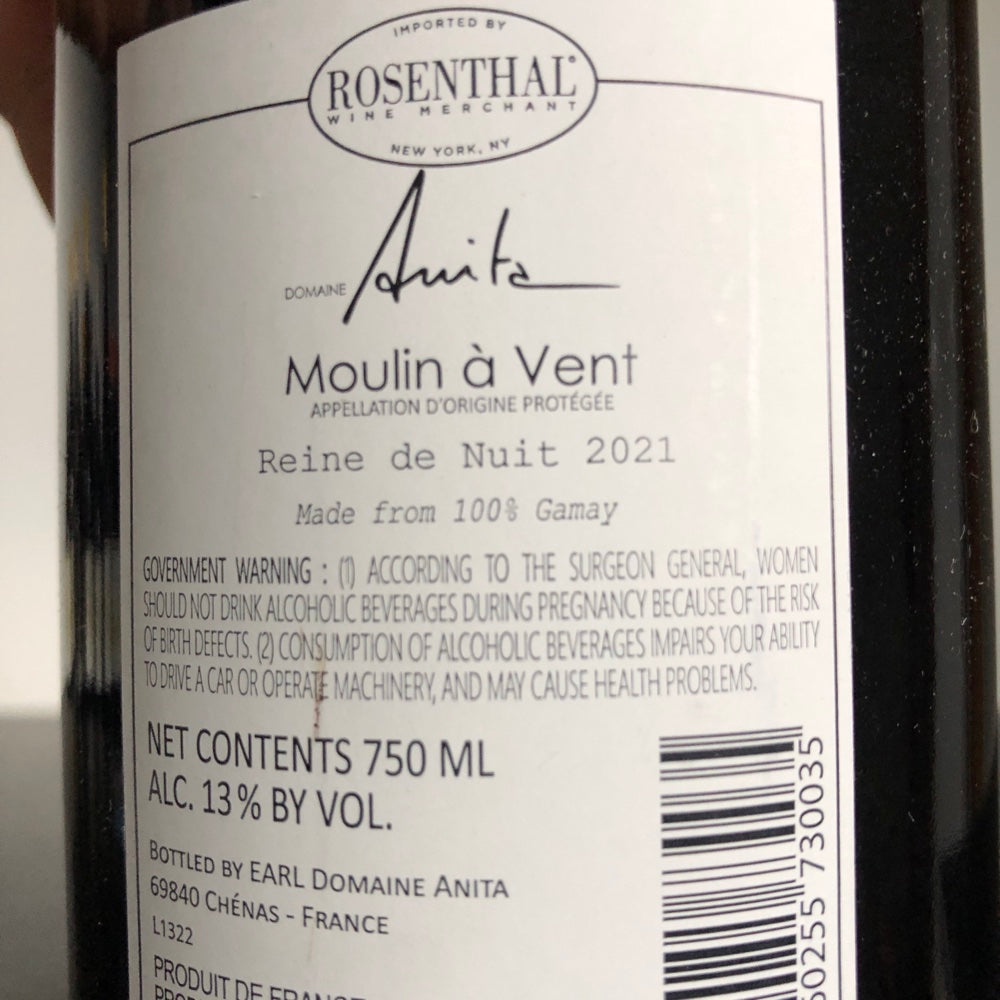 IMPORTED BY
ROSENTHAL®
WINE MERCHANT
NEW YORK, NY
DOMAINE Anita
Moulin à Vent
APPELLATION D'ORIGINE PROTÉGÉE
Reine de Nuit 2021
Made from 100% Gamay
GOVERNMENT WARNING : (1) ACCORDING TO THE SURGEON GENERAL, WOMEN
SHOULD NOT DRINK ALCOHOLIC BEVERAGES DURING PREGNANCY BECAUSE OF THE RISK
OF BIRTH DEFECTS. (2) CONSUMPTION OF ALCOHOLIC BEVERAGES IMPAIRS YOUR ABILITY
TO DRIVE A CAR OR OPERATE MACHINERY, AND MAY CAUSE HEALTH PROBLEMS.
NET CONTENTS 750 ML
ALC. 13% BY VOL.
BOTTLED BY EARL DOMAINE ANITA
69840 CHÉNAS - FRANCE
L1322
PRODUIT DE FRANCE
60255 730035